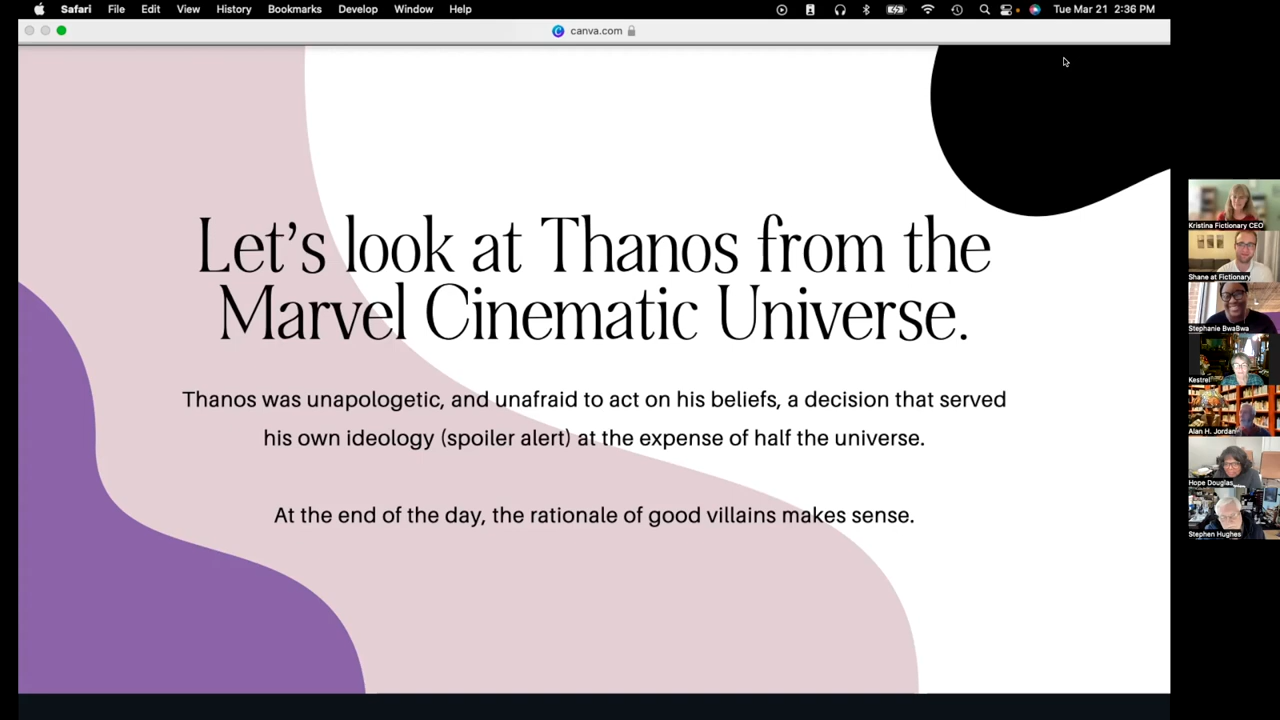 Safari File Edit View History Bookmarks Develop Window Help Tue Mar 21 2:36 PM
canva.com
Let's look at Thanos from the
Marvel Cinematic Universe.
Thanos was unapologetic, and unafraid to act on his beliefs, a decision that served
his own ideology (spoiler alert) at the expense of half the universe.
At the end of the day, the rationale of good villains makes sense.
Kristina Fictionary CEO
Shane at Fictionary
Stephanie BwaBwa
Kestrel
Alan H. Jordan
Hope Douglas
Stephen Hughes